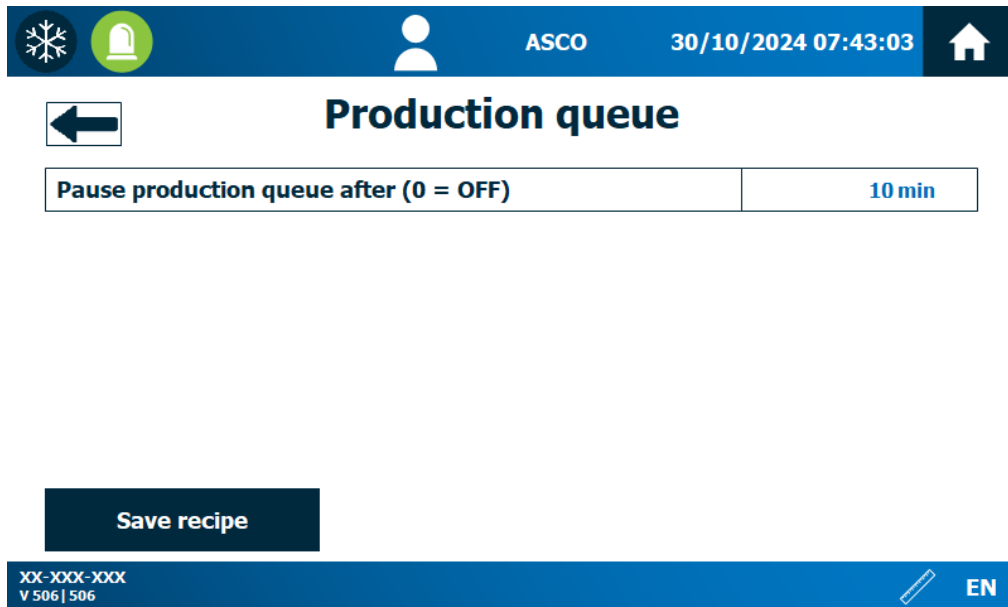 ASCO 30/10/2024 07:43:03
Production queue
Pause production queue after (0 = OFF) 10 min
Save recipe
XX-XXX-XXX
V 506 | 506
EN